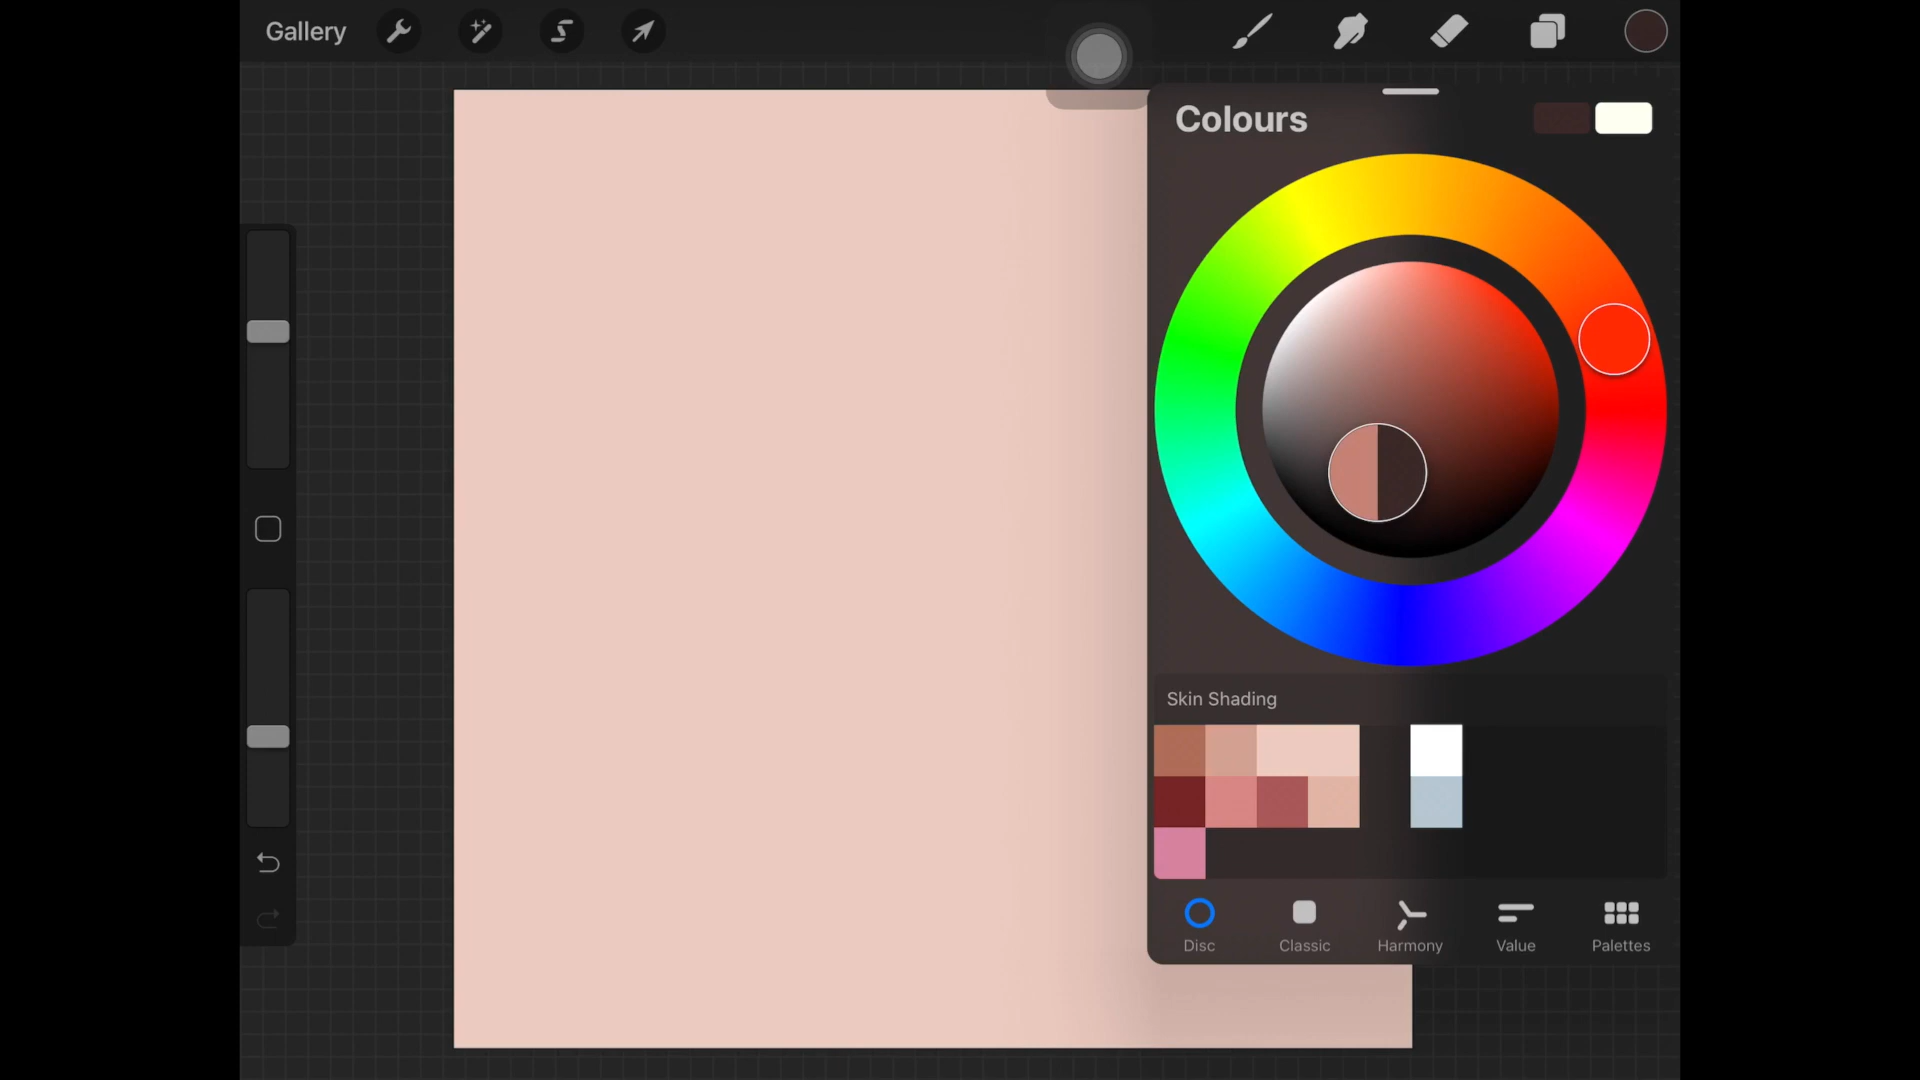 Gallery
Colours
Skin Shading
Disc
Classic
Harmony
Value
Palettes